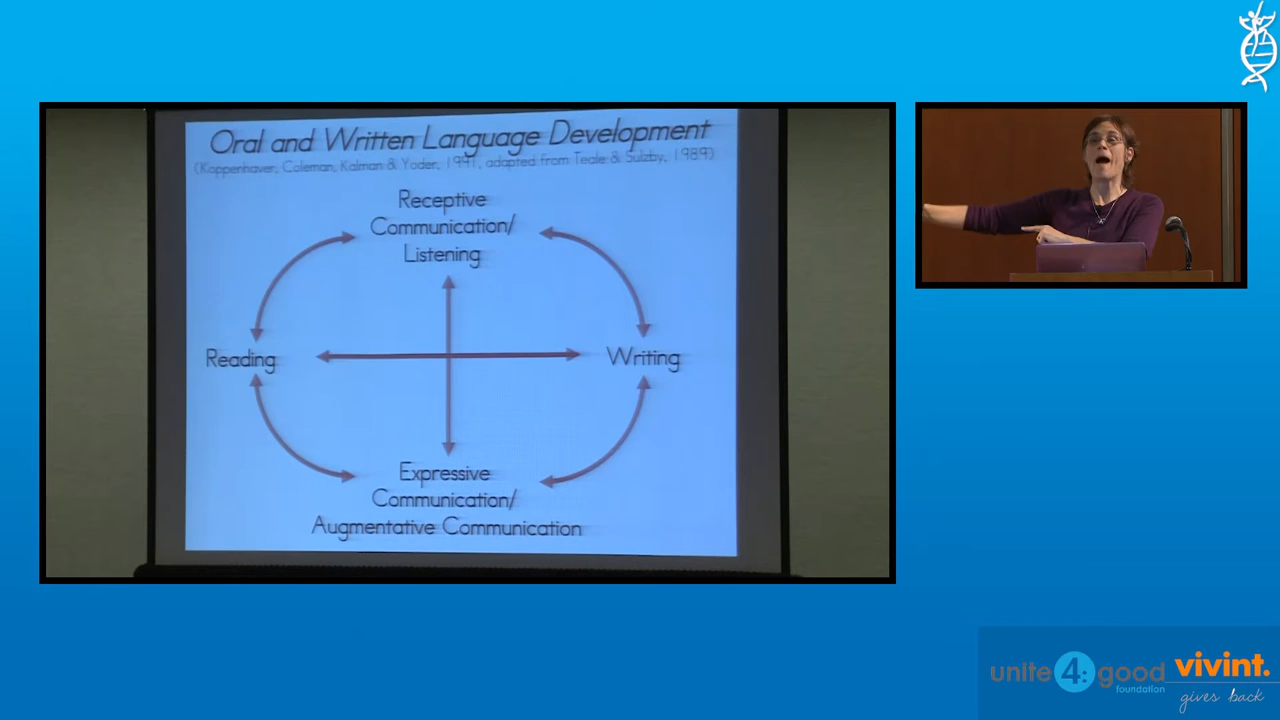 Oral and Written Language Development
(Koppenhaver, Coleman, Kalman & Yoder, 1991, adapted from Teale & Sulzby, 1989)
Receptive
Communication/
Listening
Reading
Writing
Expressive
Communication/
Augmentative Communication
unite 4: good
foundation
vivint.
gives back